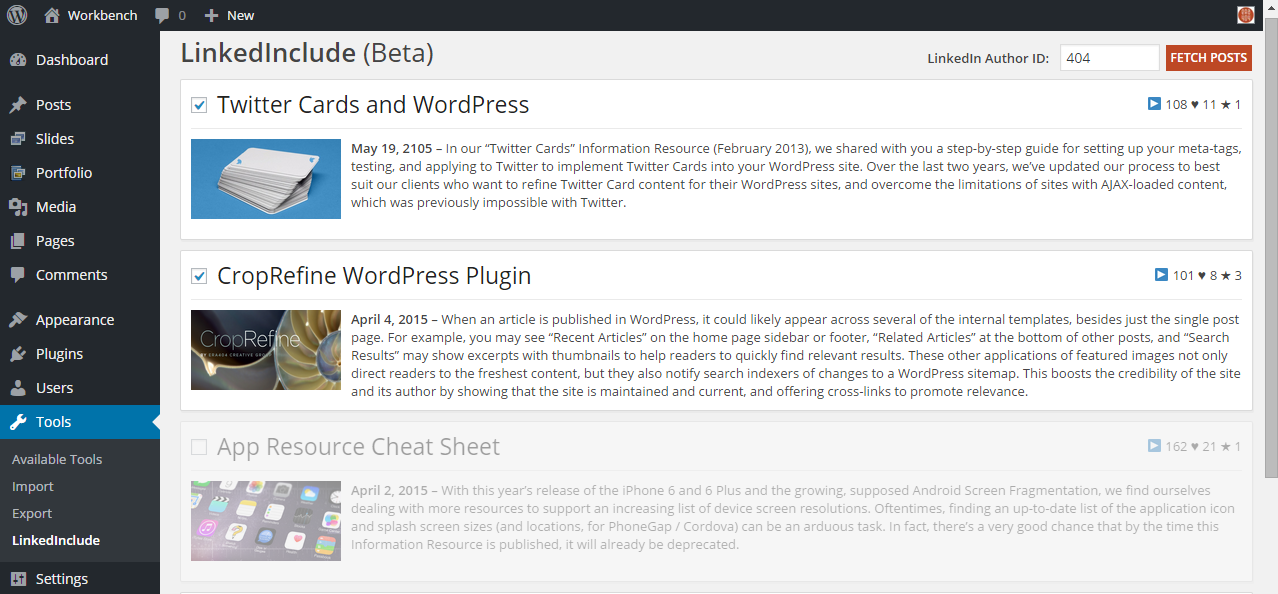 Workbench 0 New
Dashboard
Posts
Slides
Portfolio
Media
Pages
Comments
Appearance
Plugins
Users
Tools
Available Tools
Import
Export
LinkedInclude
Settings
LinkedInclude (Beta)
LinkedIn Author ID: 404 FETCH POSTS
Twitter Cards and WordPress
108 ♥ 11 ★ 1
May 19, 2105 – In our “Twitter Cards” Information Resource (February 2013), we shared with you a step-by-step guide for setting up your meta-tags,
testing, and applying to Twitter to implement Twitter Cards into your WordPress site. Over the last two years, we’ve updated our process to best
suit our clients who want to refine Twitter Card content for their WordPress sites, and overcome the limitations of sites with AJAX-loaded content,
which was previously impossible with Twitter.
CropRefine WordPress Plugin
101 ♥ 8 ★ 3
CropRefine
April 4, 2015 – When an article is published in WordPress, it could likely appear across several of the internal templates, besides just the single post
page. For example, you may see “Recent Articles” on the home page sidebar or footer, “Related Articles” at the bottom of other posts, and “Search
Results” may show excerpts with thumbnails to help readers to quickly find relevant results. These other applications of featured images not only
direct readers to the freshest content, but they also notify search indexers of changes to a WordPress sitemap. This boosts the credibility of the site
and its author by showing that the site is maintained and current, and offering cross-links to promote relevance.
App Resource Cheat Sheet
162 ♥ 21 ★ 1
April 2, 2015 – With this year’s release of the iPhone 6 and 6 Plus and the growing, supposed Android Screen Fragmentation, we find ourselves
dealing with more resources to support an increasing list of device screen resolutions. Oftentimes, finding an up-to-date list of the application icon
and splash screen sizes (and locations, for PhoneGap / Cordova) can be an arduous task. In fact, there’s a very good chance that by the time this
Information Resource is published, it will already be deprecated.